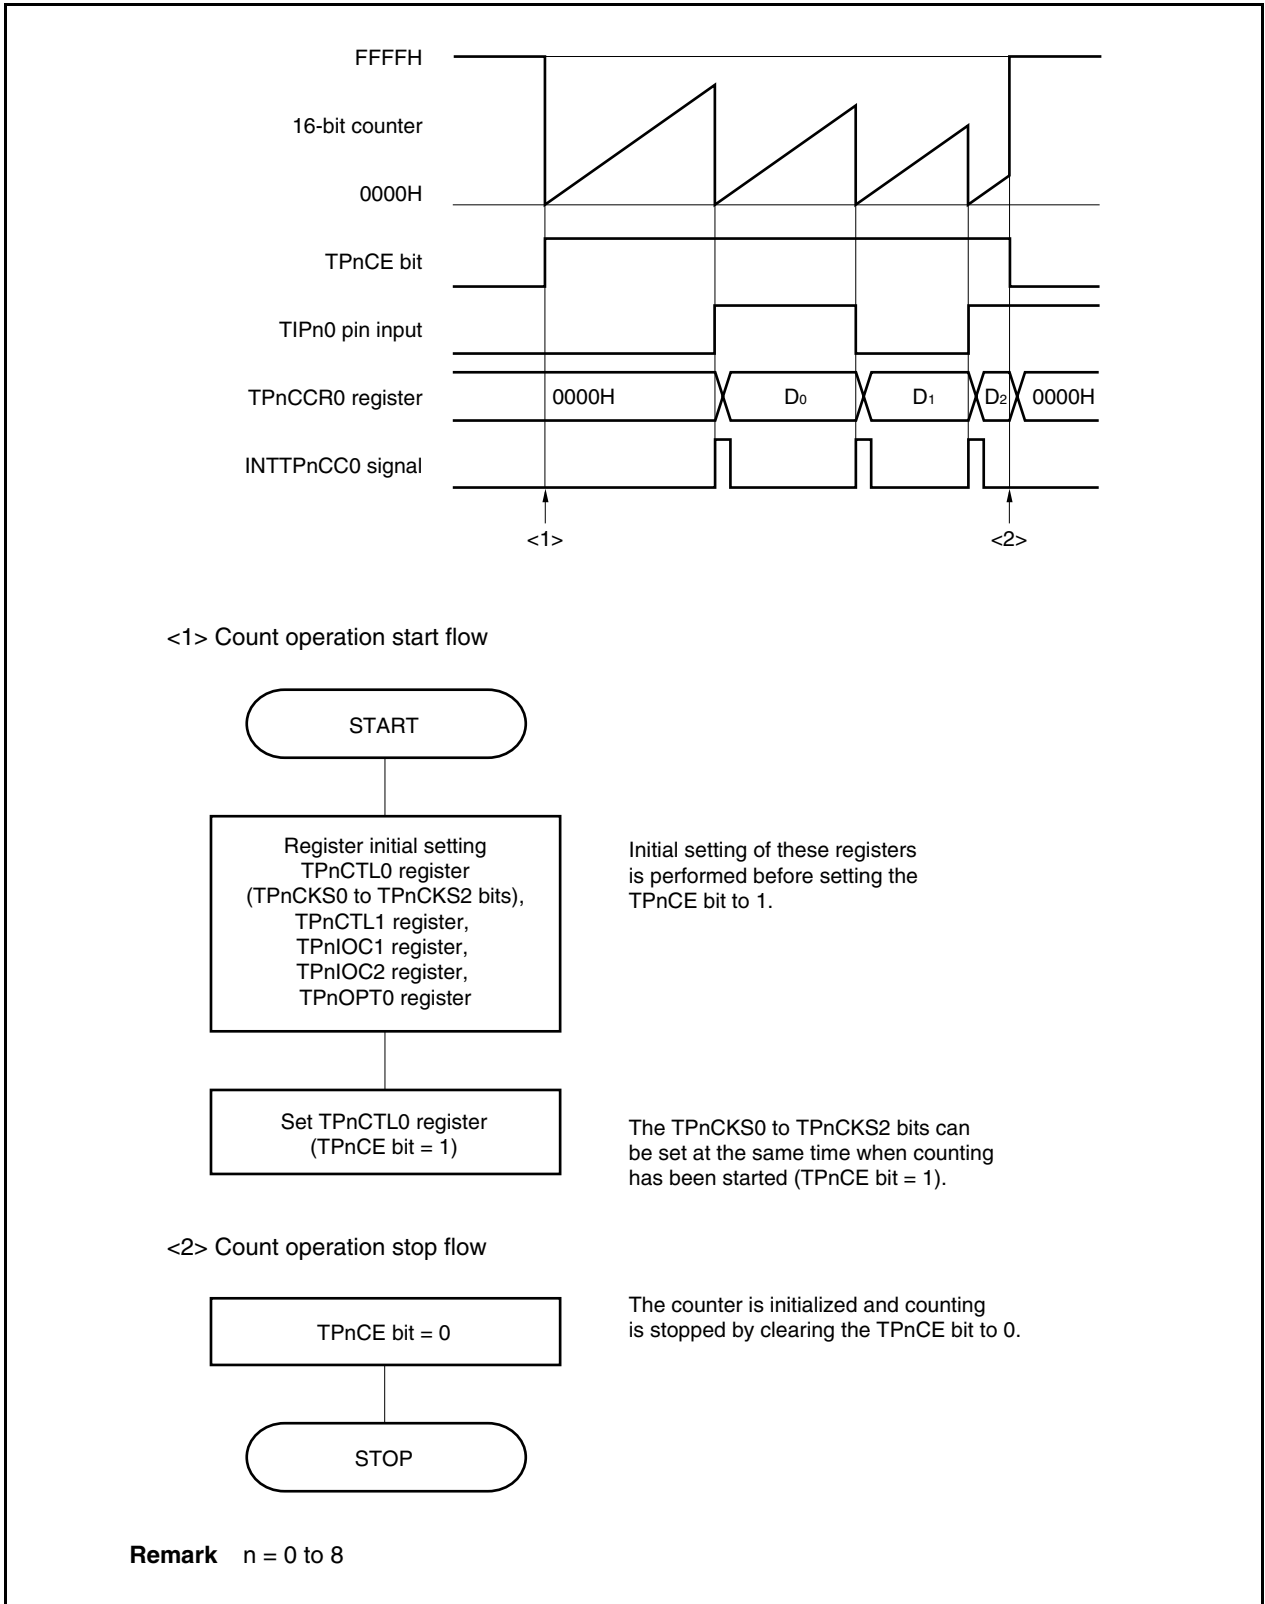 FFFFH
16-bit counter
0000H
TPnCE bit
TIPn0 pin input
TPnCCR0 register
0000H
D0
D1
D2
0000H
INTTPnCC0 signal
<1>
<2>
<1> Count operation start flow
START
Register initial setting
TPnCTL0 register
(TPnCKS0 to TPnCKS2 bits),
TPnCTL1 register,
TPnIOC1 register,
TPnIOC2 register,
TPnOPT0 register
Initial setting of these registers
is performed before setting the
TPnCE bit to 1.
Set TPnCTL0 register
(TPnCE bit = 1)
The TPnCKS0 to TPnCKS2 bits can
be set at the same time when counting
has been started (TPnCE bit = 1).
<2> Count operation stop flow
TPnCE bit = 0
The counter is initialized and counting
is stopped by clearing the TPnCE bit to 0.
STOP
Remark n = 0 to 8